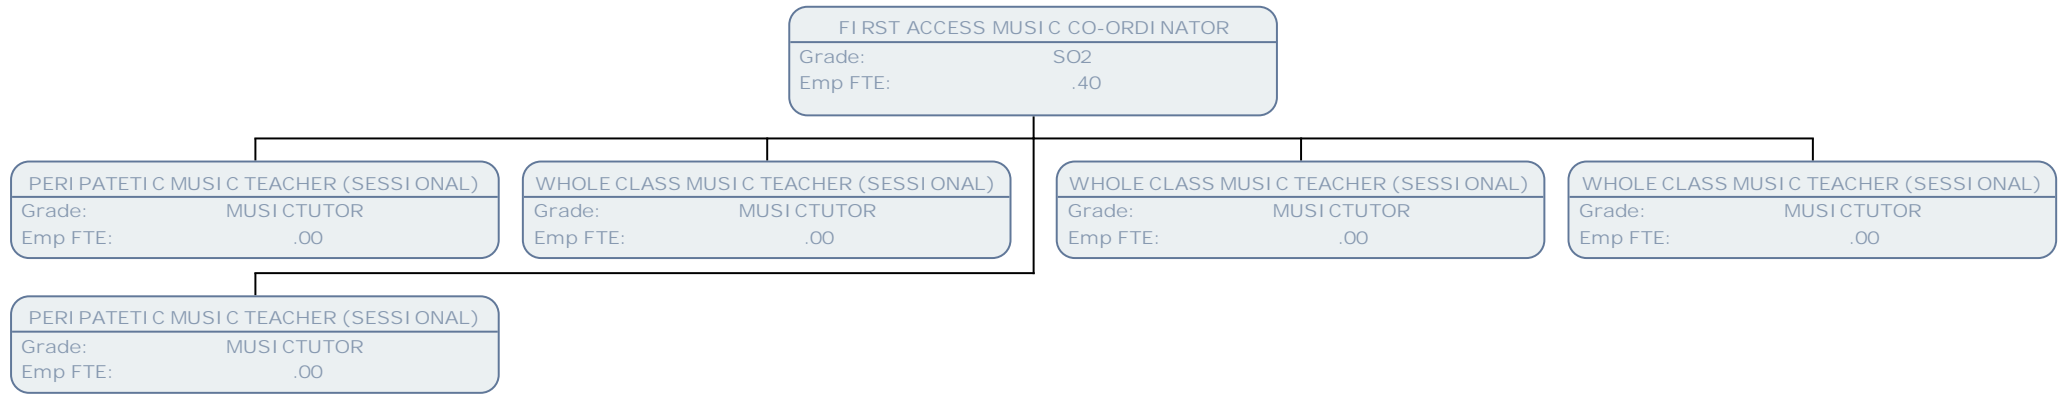 FIRST ACCESS MUSIC CO-ORDINATOR
Grade: SO2
Emp FTE: .40
PERIPATETIC MUSIC TEACHER (SESSIONAL)
Grade: MUSICTUTOR
Emp FTE: .00
WHOLE CLASS MUSIC TEACHER (SESSIONAL)
Grade: MUSICTUTOR
Emp FTE: .00
WHOLE CLASS MUSIC TEACHER (SESSIONAL)
Grade: MUSICTUTOR
Emp FTE: .00
WHOLE CLASS MUSIC TEACHER (SESSIONAL)
Grade: MUSICTUTOR
Emp FTE: .00
PERIPATETIC MUSIC TEACHER (SESSIONAL)
Grade: MUSICTUTOR
Emp FTE: .00